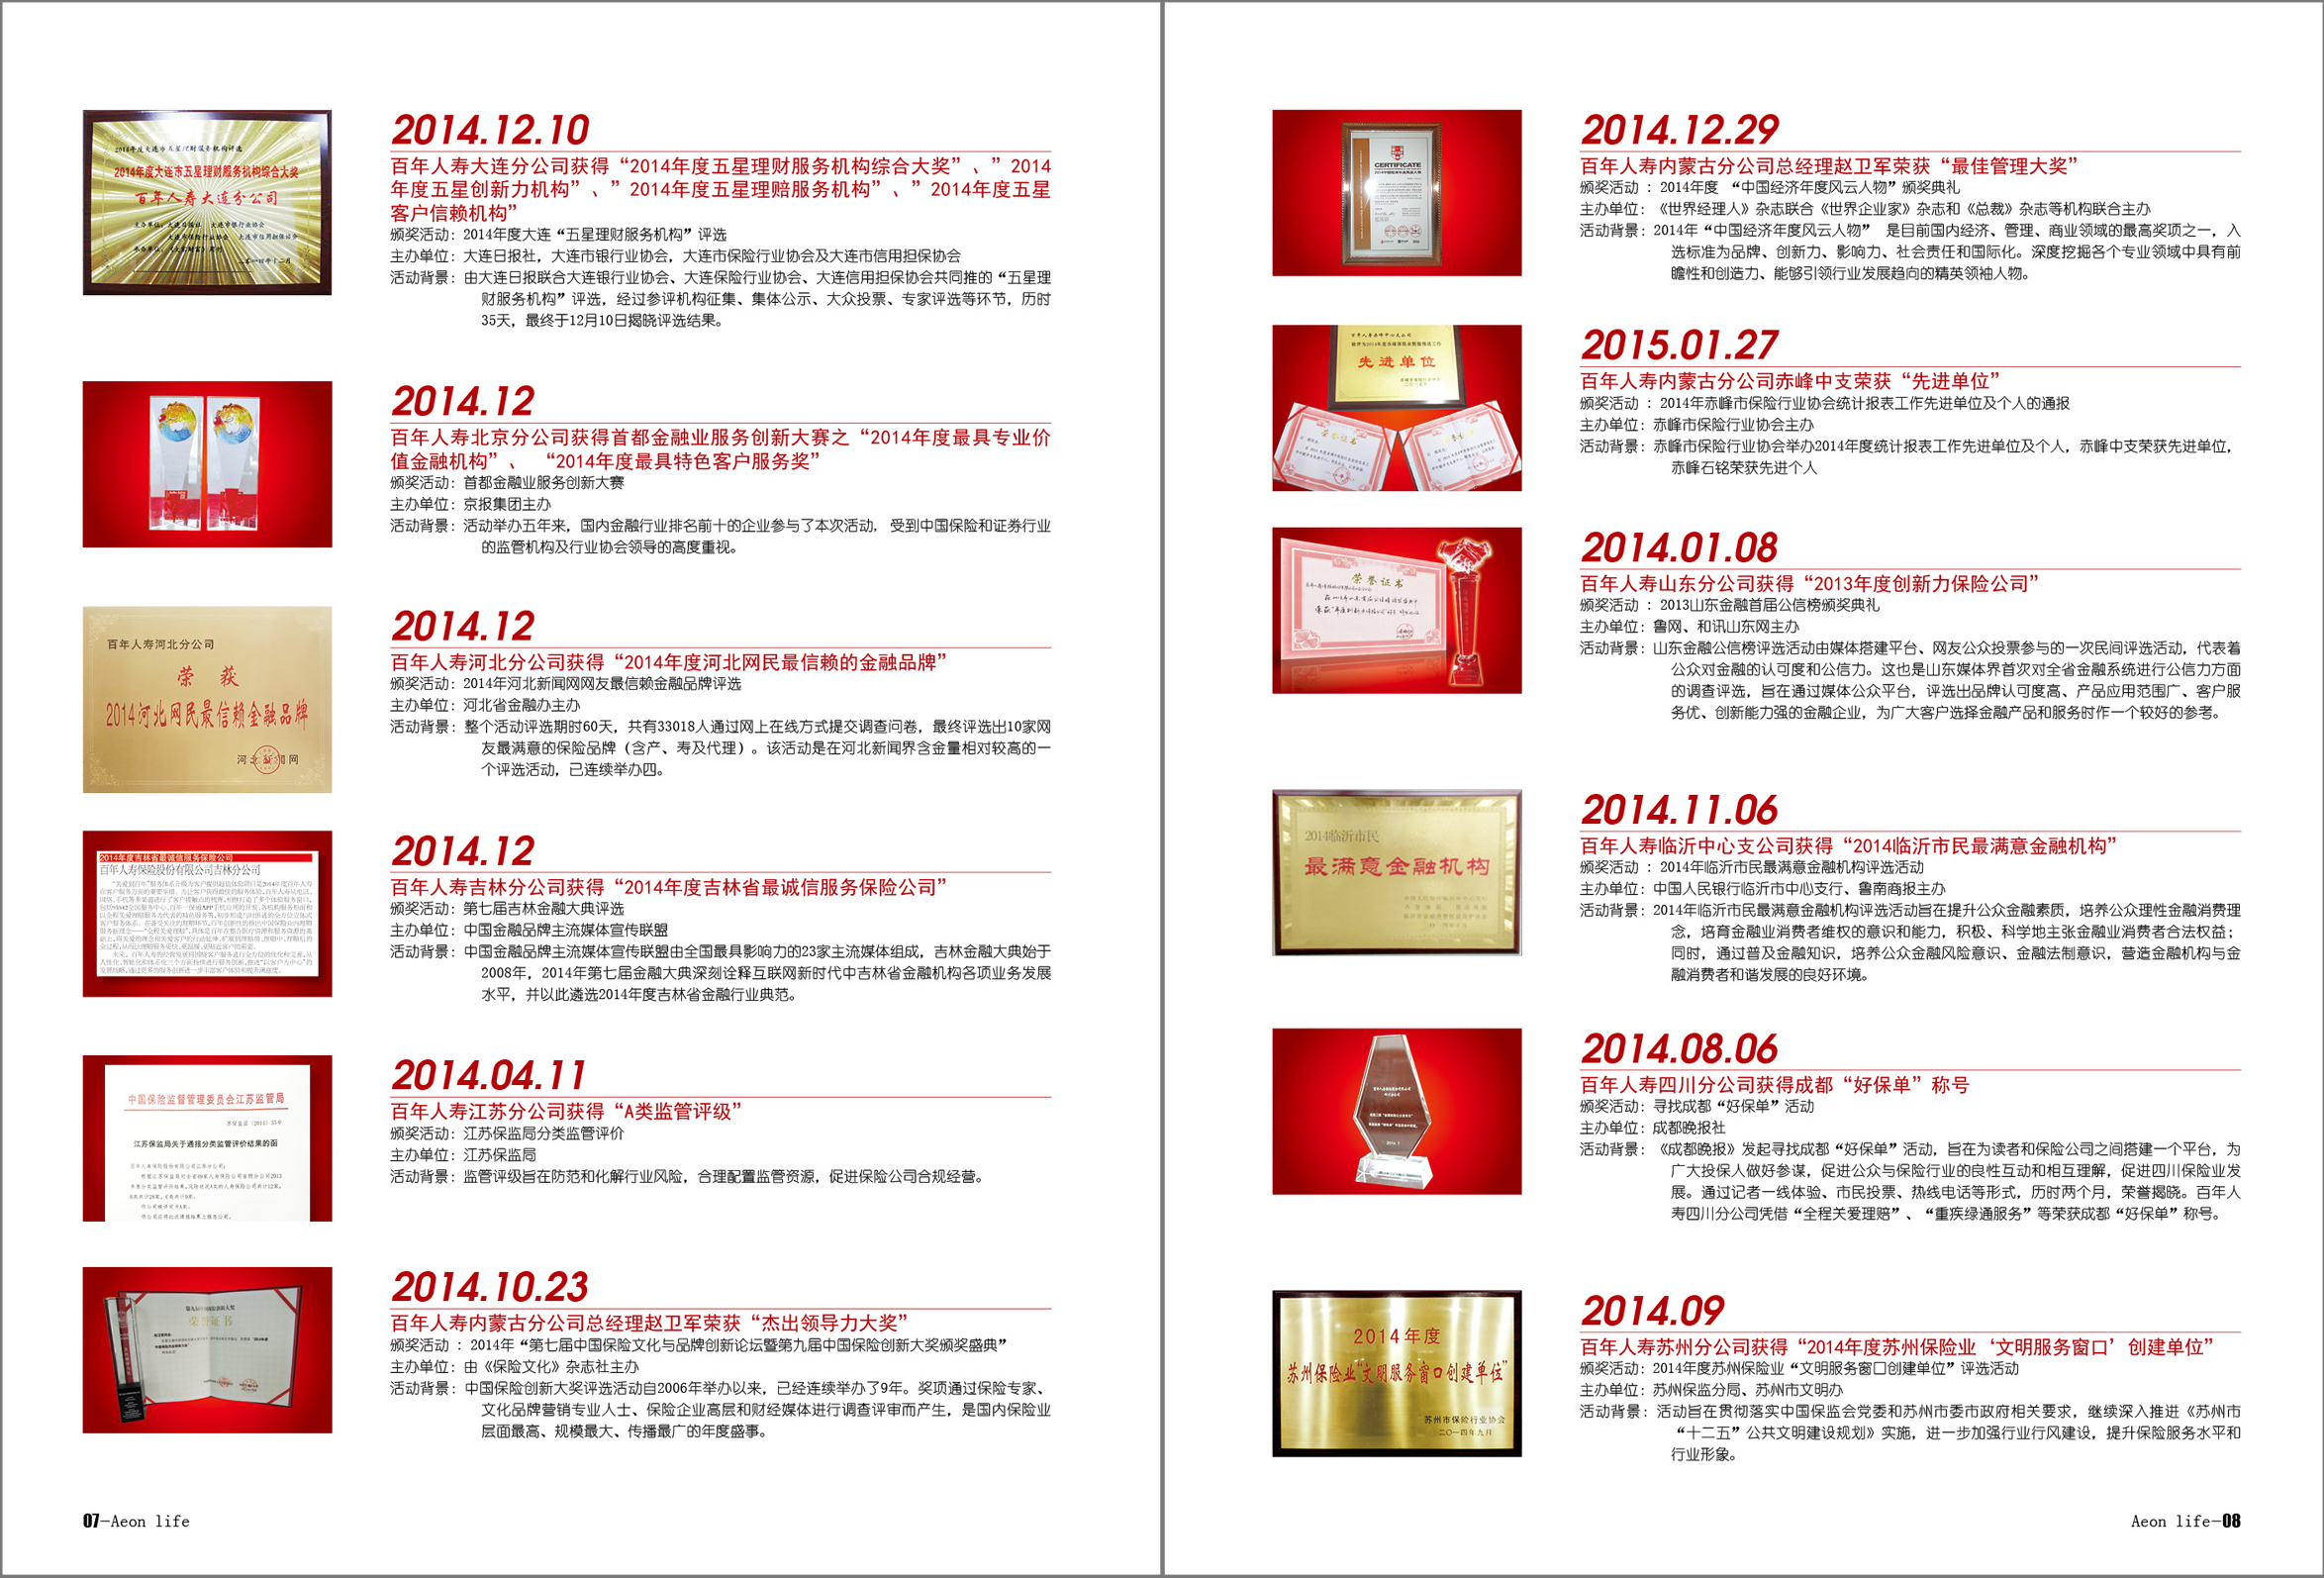 2014年度大连市五星理财服务机构评选
2014年度大连市五星理财服务机构综合大奖
百年人寿大连分公司
二〇一四年十二月
2014.12.10
百年人寿大连分公司获得“2014年度五星理财服务机构综合大奖”、”2014
年度五星创新力机构”、”2014年度五星理赔服务机构”、”2014年度五星
客户信赖机构”
颁奖活动：2014年度大连“五星理财服务机构”评选
主办单位：大连日报社，大连市银行业协会，大连市保险行业协会及大连市信用担保协会
活动背景：由大连日报联合大连银行业协会、大连保险行业协会、大连信用担保协会共同推的“五星理
财服务机构”评选，经过参评机构征集、集体公示、大众投票、专家评选等环节，历时
35天，最终于12月10日揭晓评选结果。
2014.12
百年人寿北京分公司获得首都金融业服务创新大赛之“2014年度最具专业价
值金融机构”、 “2014年度最具特色客户服务奖”
颁奖活动：首都金融业服务创新大赛
主办单位：京报集团主办
活动背景：活动举办五年来，国内金融行业排名前十的企业参与了本次活动， 受到中国保险和证券行业
的监管机构及行业协会领导的高度重视。
百年人寿河北分公司
荣 获
2014河北网民最信赖金融品牌
2014.12
百年人寿河北分公司获得“2014年度河北网民最信赖的金融品牌”
颁奖活动：2014年河北新闻网网友最信赖金融品牌评选
主办单位：河北省金融办主办
活动背景：整个活动评选期时60天，共有33018人通过网上在线方式提交调查问卷，最终评选出10家网
友最满意的保险品牌（含产、寿及代理）。该活动是在河北新闻界含金量相对较高的一
个评选活动，已连续举办四。
2014年度吉林省最诚信服务保险公司
百年人寿保险股份有限公司吉林分公司
2014.12
百年人寿吉林分公司获得“2014年度吉林省最诚信服务保险公司”
颁奖活动：第七届吉林金融大典评选
主办单位：中国金融品牌主流媒体宣传联盟
活动背景：中国金融品牌主流媒体宣传联盟由全国最具影响力的23家主流媒体组成，吉林金融大典始于
2008年，2014年第七届金融大典深刻诠释互联网新时代中吉林省金融机构各项业务发展
水平，并以此遴选2014年度吉林省金融行业典范。
中国保险监督管理委员会江苏监管局
江苏保监局关于通报分类监管评价结果的函
2014.04.11
百年人寿江苏分公司获得“A类监管评级”
颁奖活动：江苏保监局分类监管评价
主办单位：江苏保监局
活动背景：监管评级旨在防范和化解行业风险，合理配置监管资源，促进保险公司合规经营。
荣誉证书
2014.10.23
百年人寿内蒙古分公司总经理赵卫军荣获“杰出领导力大奖”
颁奖活动 ：2014年“第七届中国保险文化与品牌创新论坛暨第九届中国保险创新大奖颁奖盛典”
主办单位：由《保险文化》杂志社主办
活动背景：中国保险创新大奖评选活动自2006年举办以来，已经连续举办了9年。奖项通过保险专家、
文化品牌营销专业人士、保险企业高层和财经媒体进行调查评审而产生，是国内保险业
层面最高、规模最大、传播最广的年度盛事。
07—Aeon life
CERTIFICATE
2014.12.29
百年人寿内蒙古分公司总经理赵卫军荣获“最佳管理大奖”
颁奖活动 ：2014年度 “中国经济年度风云人物”颁奖典礼
主办单位：《世界经理人》杂志联合《世界企业家》杂志和《总裁》杂志等机构联合主办
活动背景：2014年“中国经济年度风云人物” 是目前国内经济、管理、商业领域的最高奖项之一，入
选标准为品牌、创新力、影响力、社会责任和国际化。深度挖掘各个专业领域中具有前
瞻性和创造力、能够引领行业发展趋向的精英领袖人物。
先进单位
2015.01.27
百年人寿内蒙古分公司赤峰中支荣获“先进单位”
颁奖活动 ：2014年赤峰市保险行业协会统计报表工作先进单位及个人的通报
主办单位：赤峰市保险行业协会主办
活动背景：赤峰市保险行业协会举办2014年度统计报表工作先进单位及个人，赤峰中支荣获先进单位，
赤峰石铭荣获先进个人
荣誉证书
2014.01.08
百年人寿山东分公司获得“2013年度创新力保险公司”
颁奖活动 ：2013山东金融首届公信榜颁奖典礼
主办单位：鲁网、和讯山东网主办
活动背景：山东金融公信榜评选活动由媒体搭建平台、网友公众投票参与的一次民间评选活动，代表着
公众对金融的认可度和公信力。这也是山东媒体界首次对全省金融系统进行公信力方面
的调查评选，旨在通过媒体公众平台，评选出品牌认可度高、产品应用范围广、客户服
务优、创新能力强的金融企业，为广大客户选择金融产品和服务时作一个较好的参考。
2014临沂市民
最满意金融机构
2014.11.06
百年人寿临沂中心支公司获得“2014临沂市民最满意金融机构”
颁奖活动 ：2014年临沂市民最满意金融机构评选活动
主办单位：中国人民银行临沂市中心支行、鲁南商报主办
活动背景：2014年临沂市民最满意金融机构评选活动旨在提升公众金融素质，培养公众理性金融消费理
念，培育金融业消费者维权的意识和能力，积极、科学地主张金融业消费者合法权益；
同时，通过普及金融知识，培养公众金融风险意识、金融法制意识，营造金融机构与金
融消费者和谐发展的良好环境。
2014.08.06
百年人寿四川分公司获得成都“好保单”称号
颁奖活动：寻找成都“好保单”活动
主办单位：成都晚报社
活动背景：《成都晚报》发起寻找成都“好保单”活动，旨在为读者和保险公司之间搭建一个平台，为
广大投保人做好参谋，促进公众与保险行业的良性互动和相互理解，促进四川保险业发
展。通过记者一线体验、市民投票、热线电话等形式，历时两个月，荣誉揭晓。百年人
寿四川分公司凭借“全程关爱理赔”、“重疾绿通服务”等荣获成都“好保单”称号。
2014年度
苏州保险业“文明服务窗口创建单位”
苏州市保险行业协会
二〇一四年九月
2014.09
百年人寿苏州分公司获得“2014年度苏州保险业‘文明服务窗口’创建单位”
颁奖活动：2014年度苏州保险业“文明服务窗口创建单位”评选活动
主办单位：苏州保监分局、苏州市文明办
活动背景：活动旨在贯彻落实中国保监会党委和苏州市委市政府相关要求，继续深入推进《苏州市
“十二五”公共文明建设规划》实施，进一步加强行业行风建设，提升保险服务水平和
行业形象。
Aeon life—08